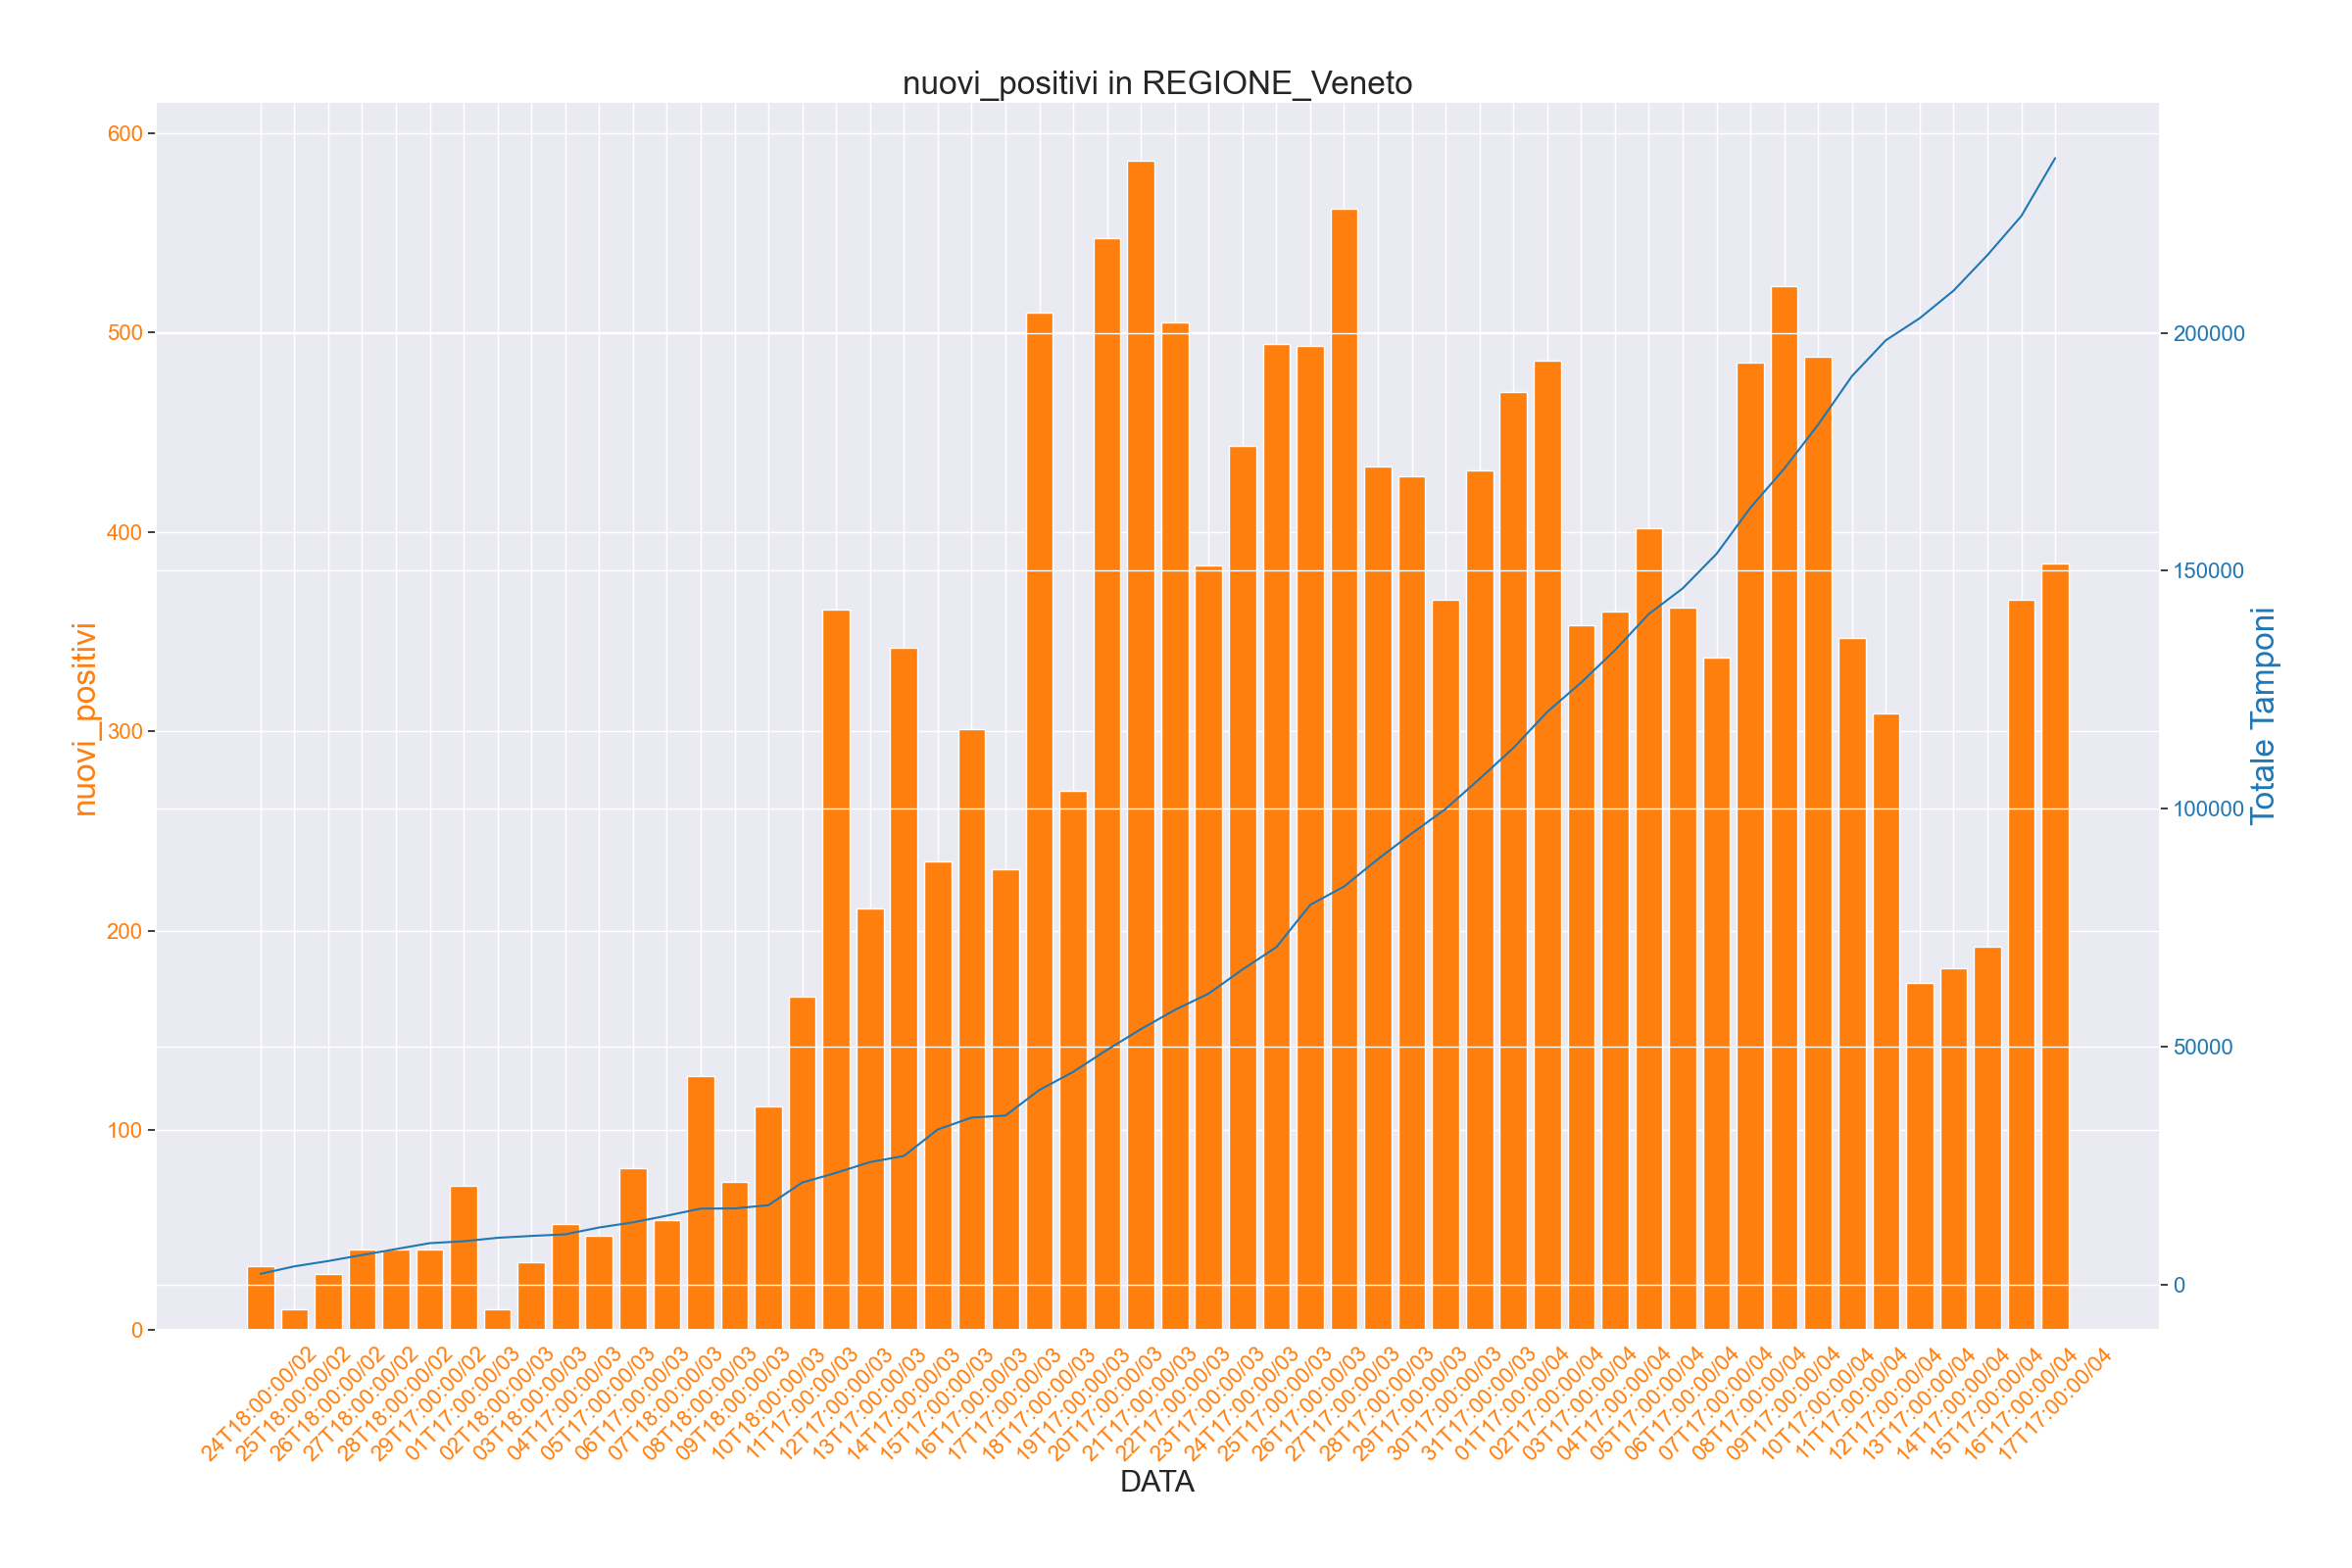 nuovi_positivi in REGIONE_Veneto
600
500
400
300
200
100
0
nuovi_positivi
200000
150000
100000
50000
0
Totale Tamponi
24T18:00:00/02
25T18:00:00/02
26T18:00:00/02
27T18:00:00/02
28T18:00:00/02
29T17:00:00/02
01T17:00:00/03
02T18:00:00/03
03T18:00:00/03
04T17:00:00/03
05T17:00:00/03
06T17:00:00/03
07T18:00:00/03
08T18:00:00/03
09T18:00:00/03
10T18:00:00/03
11T17:00:00/03
12T17:00:00/03
13T17:00:00/03
14T17:00:00/03
15T17:00:00/03
16T17:00:00/03
17T17:00:00/03
18T17:00:00/03
19T17:00:00/03
20T17:00:00/03
21T17:00:00/03
22T17:00:00/03
23T17:00:00/03
24T17:00:00/03
25T17:00:00/03
26T17:00:00/03
27T17:00:00/03
28T17:00:00/03
29T17:00:00/03
30T17:00:00/03
31T17:00:00/03
01T17:00:00/04
02T17:00:00/04
03T17:00:00/04
04T17:00:00/04
05T17:00:00/04
06T17:00:00/04
07T17:00:00/04
08T17:00:00/04
09T17:00:00/04
10T17:00:00/04
11T17:00:00/04
12T17:00:00/04
13T17:00:00/04
14T17:00:00/04
15T17:00:00/04
16T17:00:00/04
17T17:00:00/04
DATA